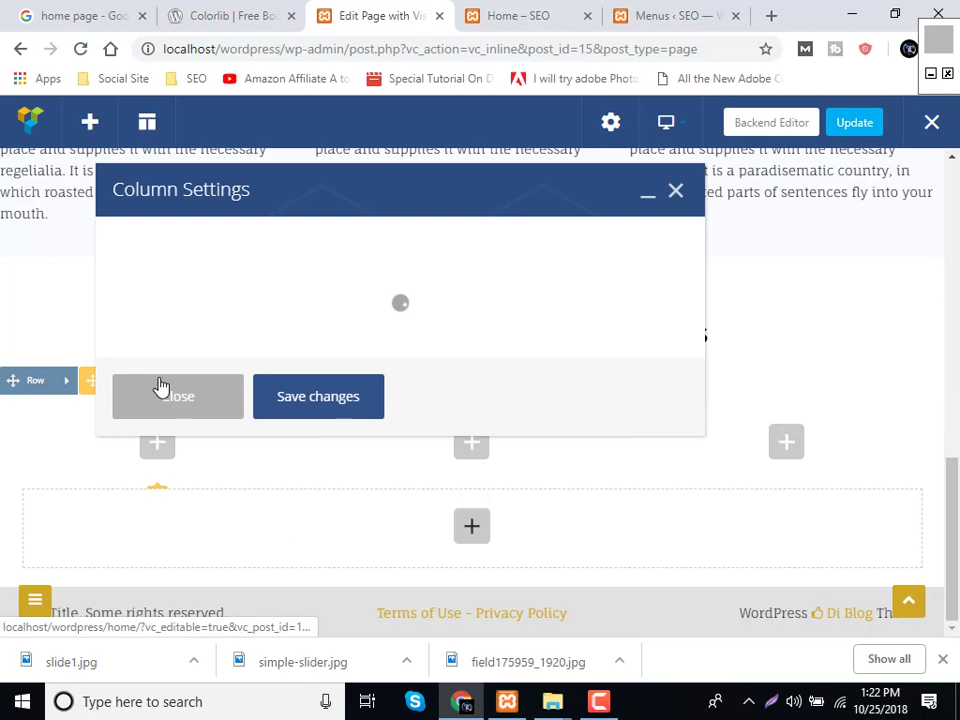 home page - Goo
Colorlib | Free Boo
Edit Page with Vis
Home – SEO
Menus ‹ SEO — W
localhost/wordpress/wp-admin/post.php?vc_action=vc_inline&post_id=15&post_type=page
Apps
Social Site
SEO
Amazon Affiliate A to
Special Tutorial On D
I will try adobe Photo
All the New Adobe C
Backend Editor
Update
place and supplies it with the necessary
place and supplies it with the necessary
place and supplies it with the necessary
regelialia. It is
t is a paradisematic country, in
which roasted
ted parts of sentences fly into your
mouth.
Column Settings
Row
Close
Save changes
Title. Some rights reserved.
Terms of Use - Privacy Policy
WordPress Di Blog Th
localhost/wordpress/home/?vc_editable=true&vc_post_id=1...
slide1.jpg
simple-slider.jpg
field175959_1920.jpg
Show all
Type here to search
1:22 PM
10/25/2018